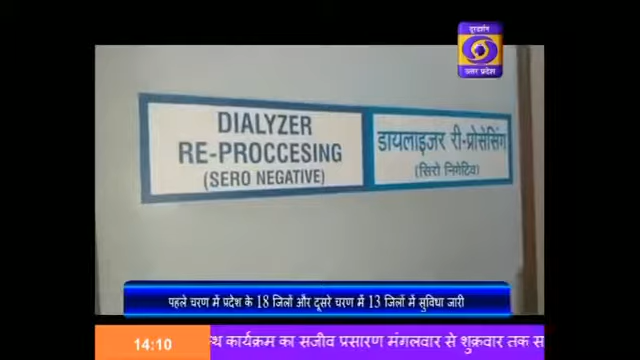 दूरदर्शन
उत्तर प्रदेश
DIALYZER
RE-PROCCESING
(SERO NEGATIVE)
डायलाइजर री-प्रोसेसिंग
(सिरो निगेटिव)
पहले चरण में प्रदेश के 18 जिलों और दूसरे चरण में 13 जिलों में सुविधा जारी
14:10
कार्यक्रम का सजीव प्रसारण मंगलवार से शुक्रवार तक